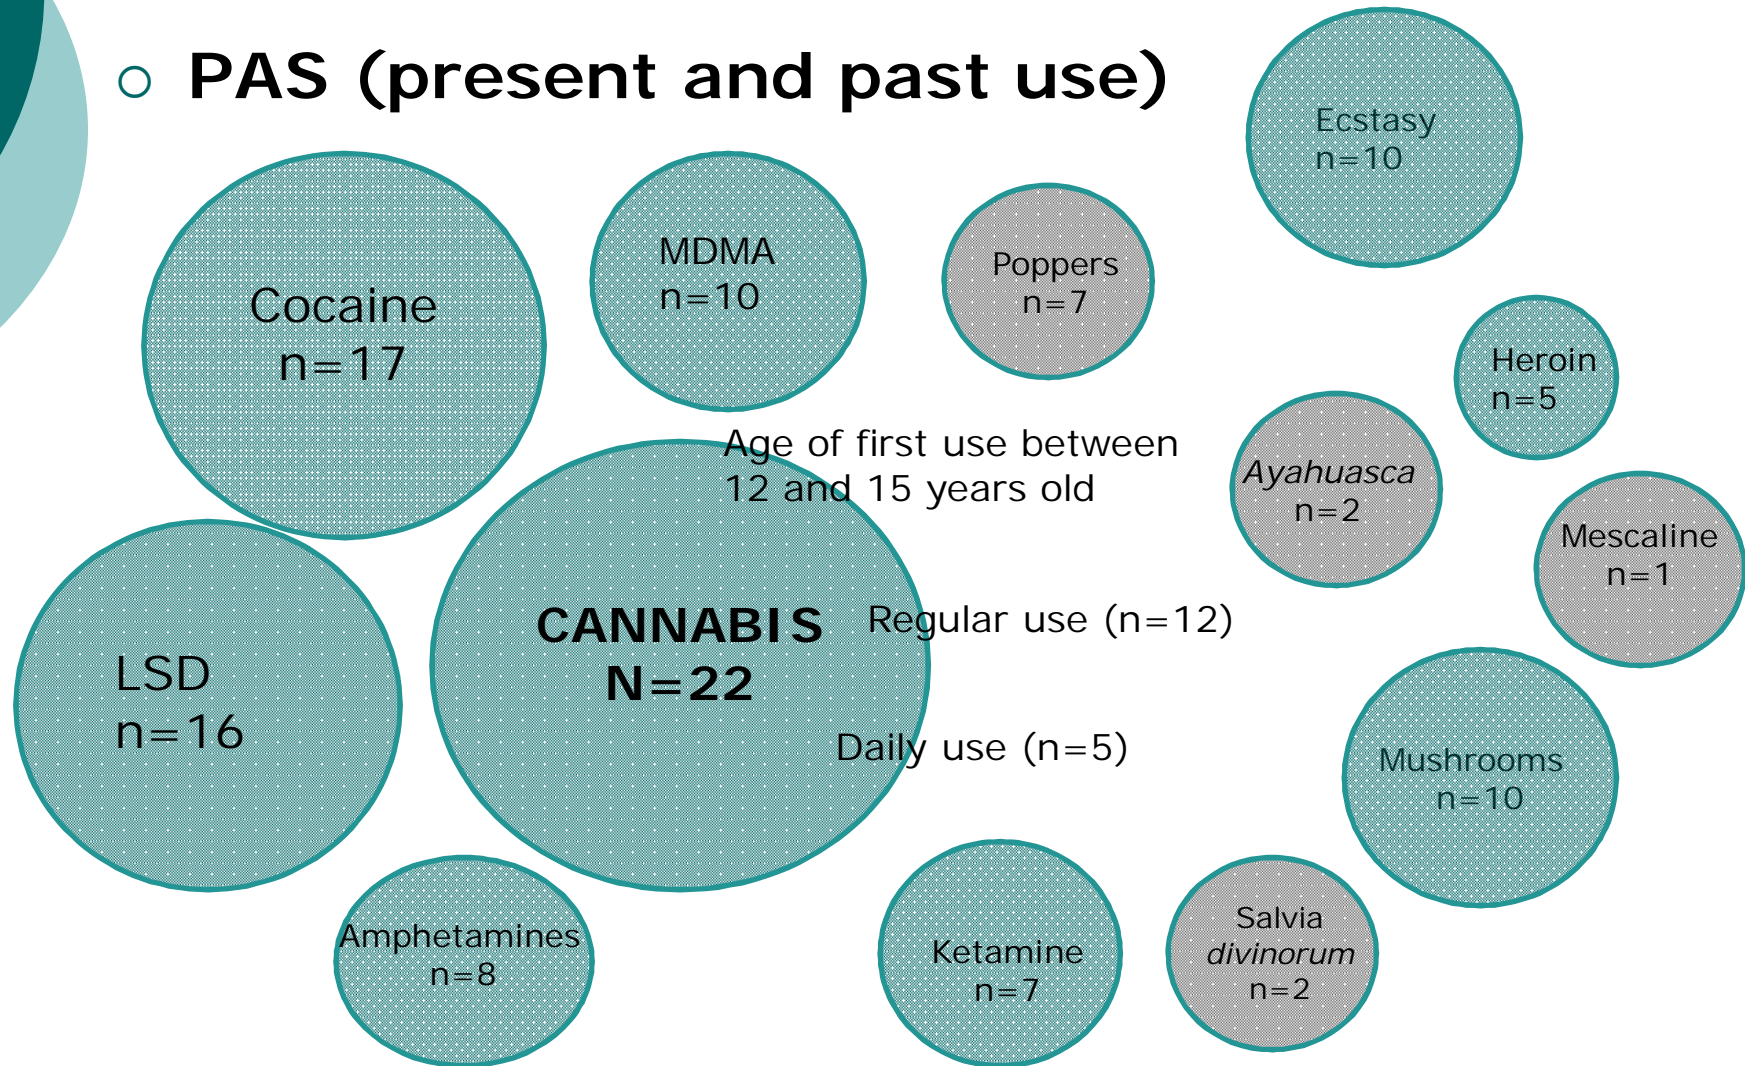 PAS (present and past use)
Ecstasy
n=10
Cocaine
n=17
MDMA
n=10
Poppers
n=7
Heroin
n=5
Age of first use between
12 and 15 years old
Ayahuasca
n=2
Mescaline
n=1
CANNABIS
N=22
Regular use (n=12)
Daily use (n=5)
LSD
n=16
Mushrooms
n=10
Amphetamines
n=8
Ketamine
n=7
Salvia
divinorum
n=2